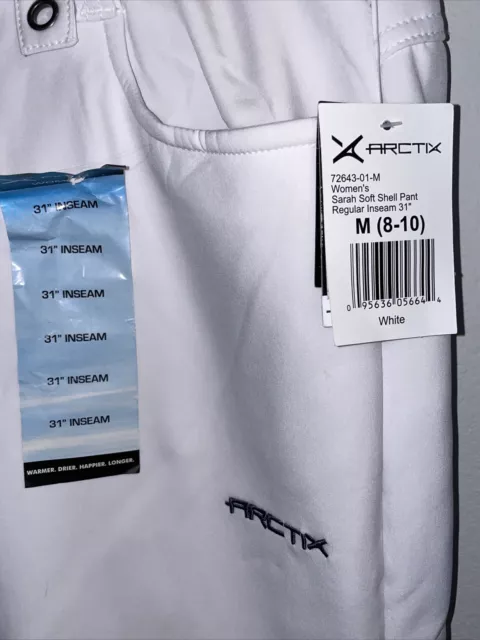 31" INSEAM
31" INSEAM
31" INSEAM
31" INSEAM
31" INSEAM
31" INSEAM
WARMER. DRIER. HAPPIER. LONGER.
ARCTIX
72643-01-M
Women's
Sarah Soft Shell Pant
Regular Inseam 31"
M (8-10)
0 95636 05664 4
White
ARCTIX